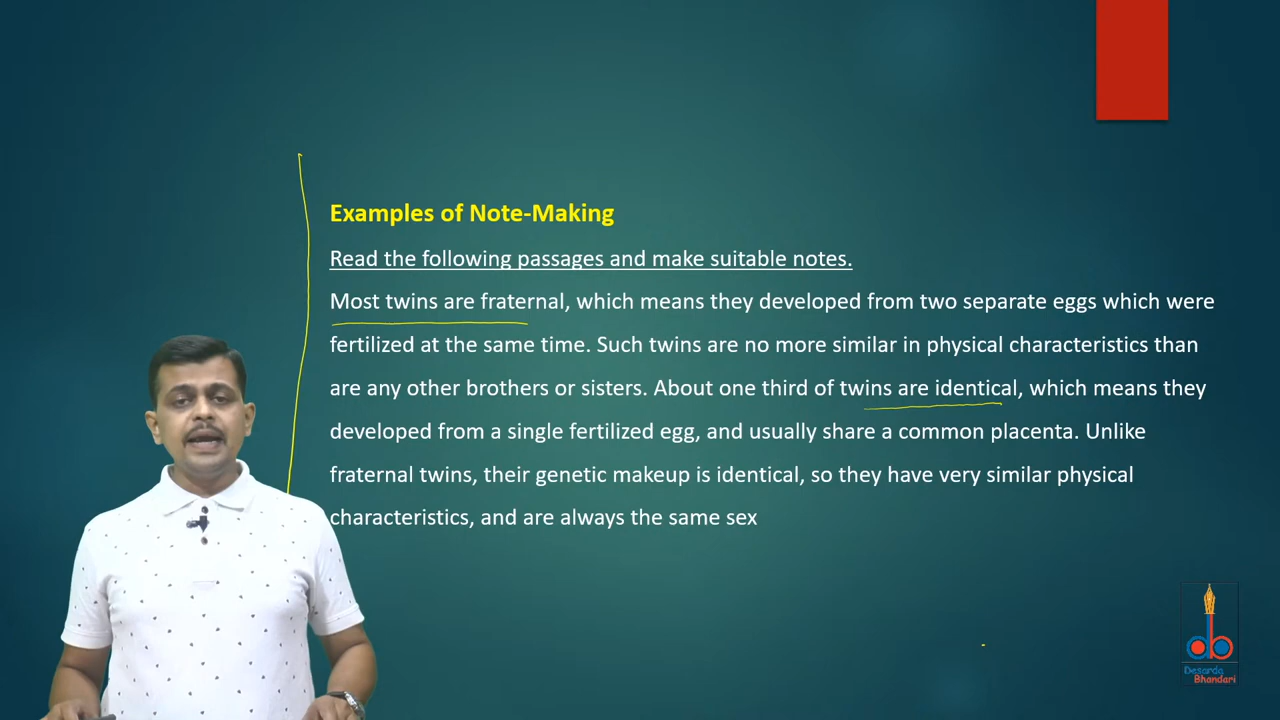 Examples of Note-Making
Read the following passages and make suitable notes.
Most twins are fraternal, which means they developed from two separate eggs which were
fertilized at the same time. Such twins are no more similar in physical characteristics than
are any other brothers or sisters. About one third of twins are identical, which means they
developed from a single fertilized egg, and usually share a common placenta. Unlike
fraternal twins, their genetic makeup is identical, so they have very similar physical
characteristics, and are always the same sex
Desarda
Bhandari